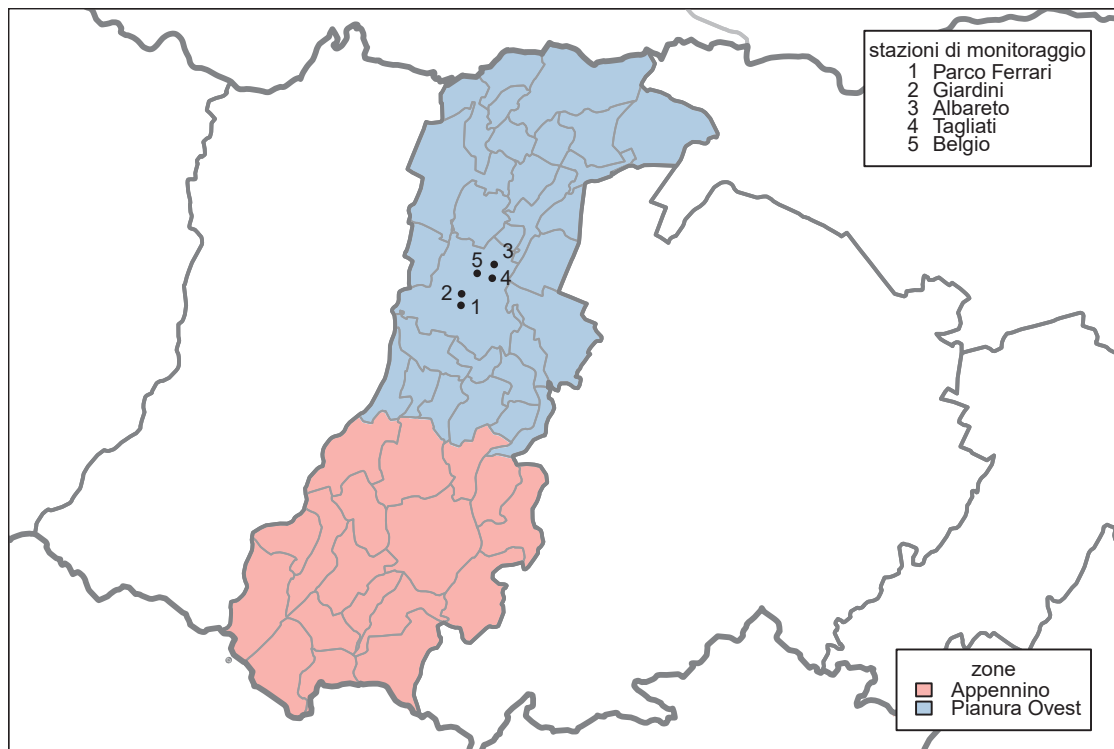 stazioni di monitoraggio
1 Parco Ferrari
2 Giardini
3 Albareto
4 Tagliati
5 Belgio
3
5
4
2
1
zone
Appennino
Pianura Ovest